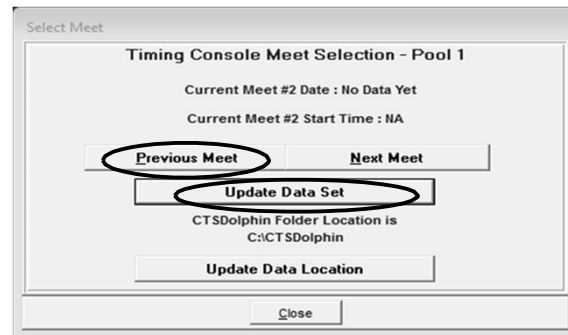 Select Meet
Timing Console Meet Selection - Pool 1
Current Meet #2 Date : No Data Yet
Current Meet #2 Start Time : NA
Previous Meet Next Meet
Update Data Set
CTSDolphin Folder Location is
C:\CTSDolphin
Update Data Location
Close